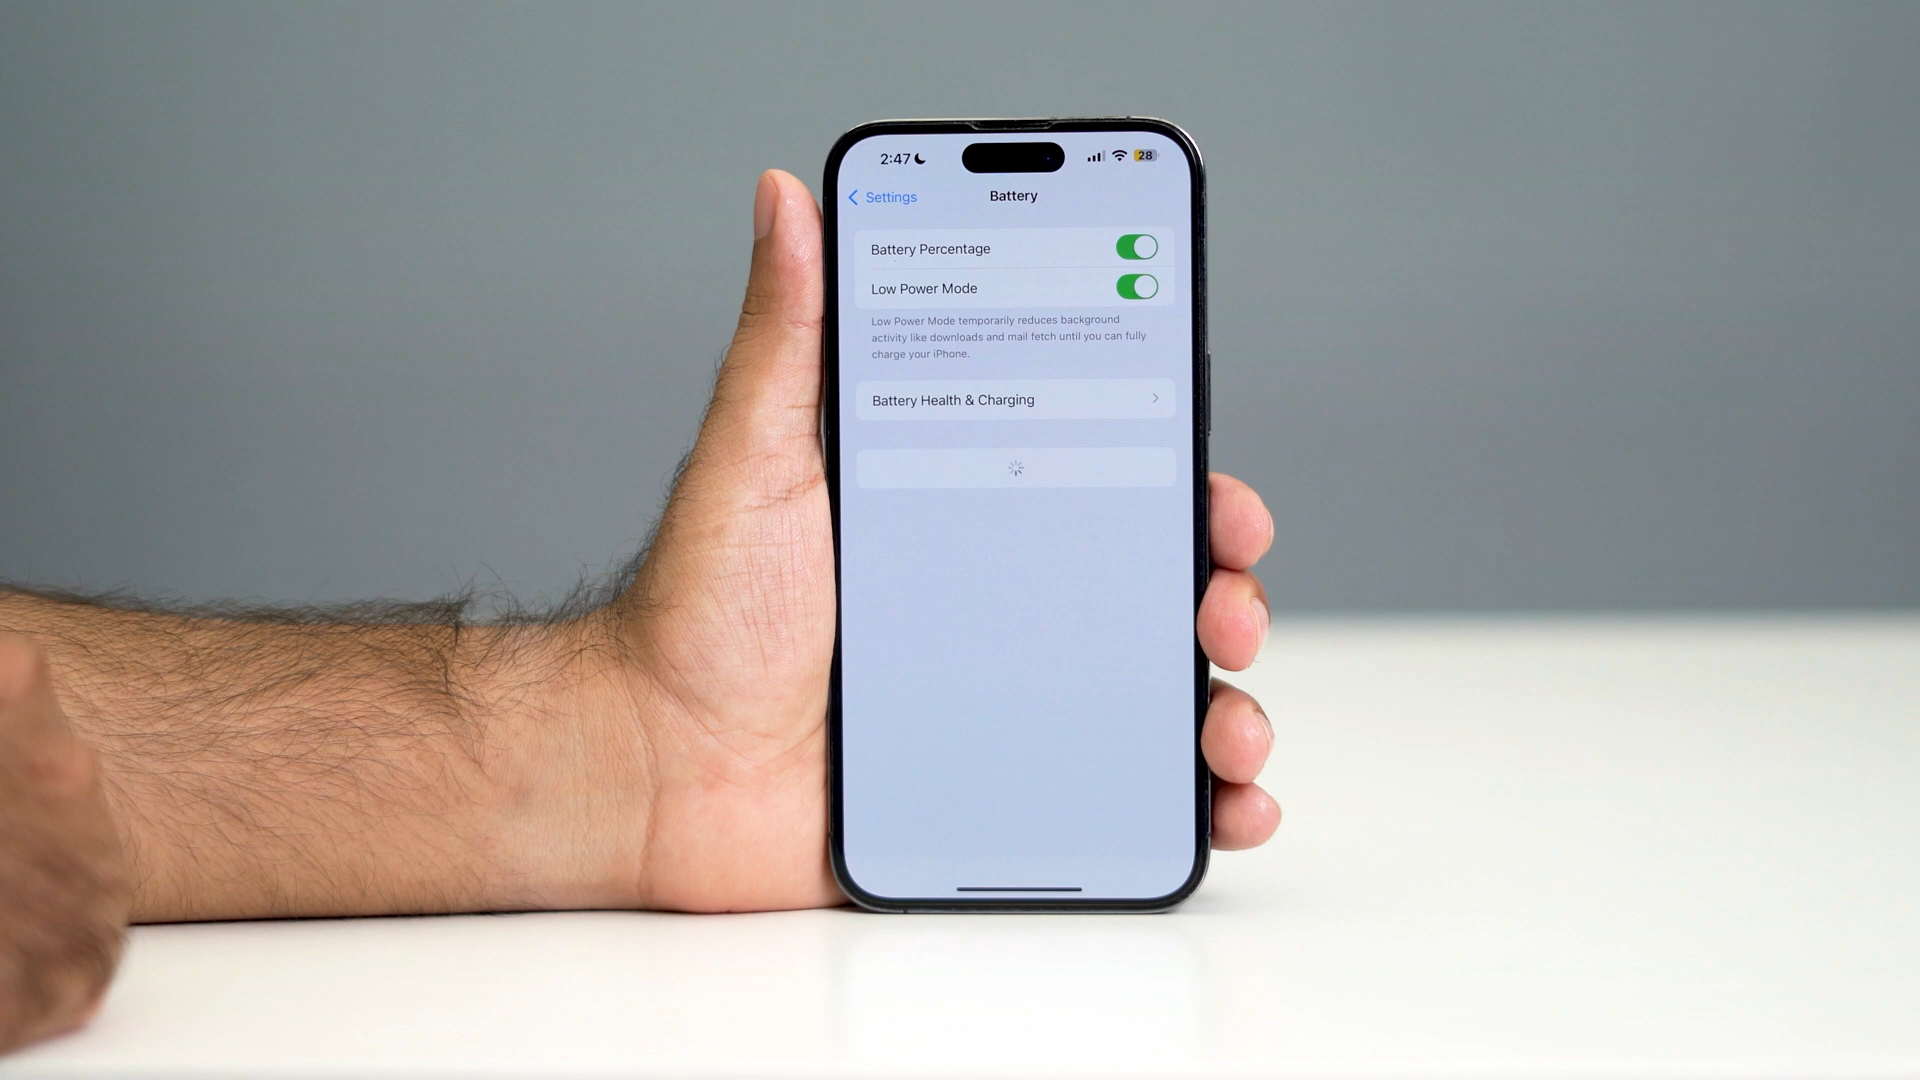 2:47
28
Settings
Battery
Battery Percentage
Low Power Mode
Low Power Mode temporarily reduces background
activity like downloads and mail fetch until you can fully
charge your iPhone.
Battery Health & Charging